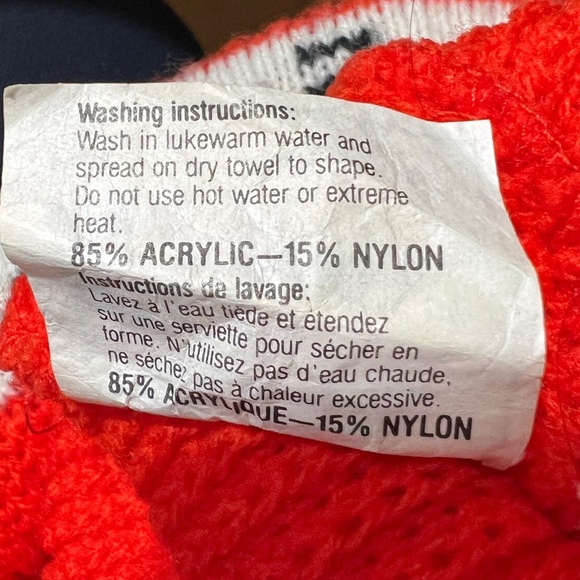 Washing instructions:
Wash in lukewarm water and
spread on dry towel to shape.
Do not use hot water or extreme
heat.
85% ACRYLIC—15% NYLON
Instructions de lavage:
Lavez à l'eau tiède et étendez
sur une serviette pour sécher en
forme. N'utilisez pas d'eau chaude,
ne séchez pas à chaleur excessive.
85% ACRYLIQUE—15% NYLON